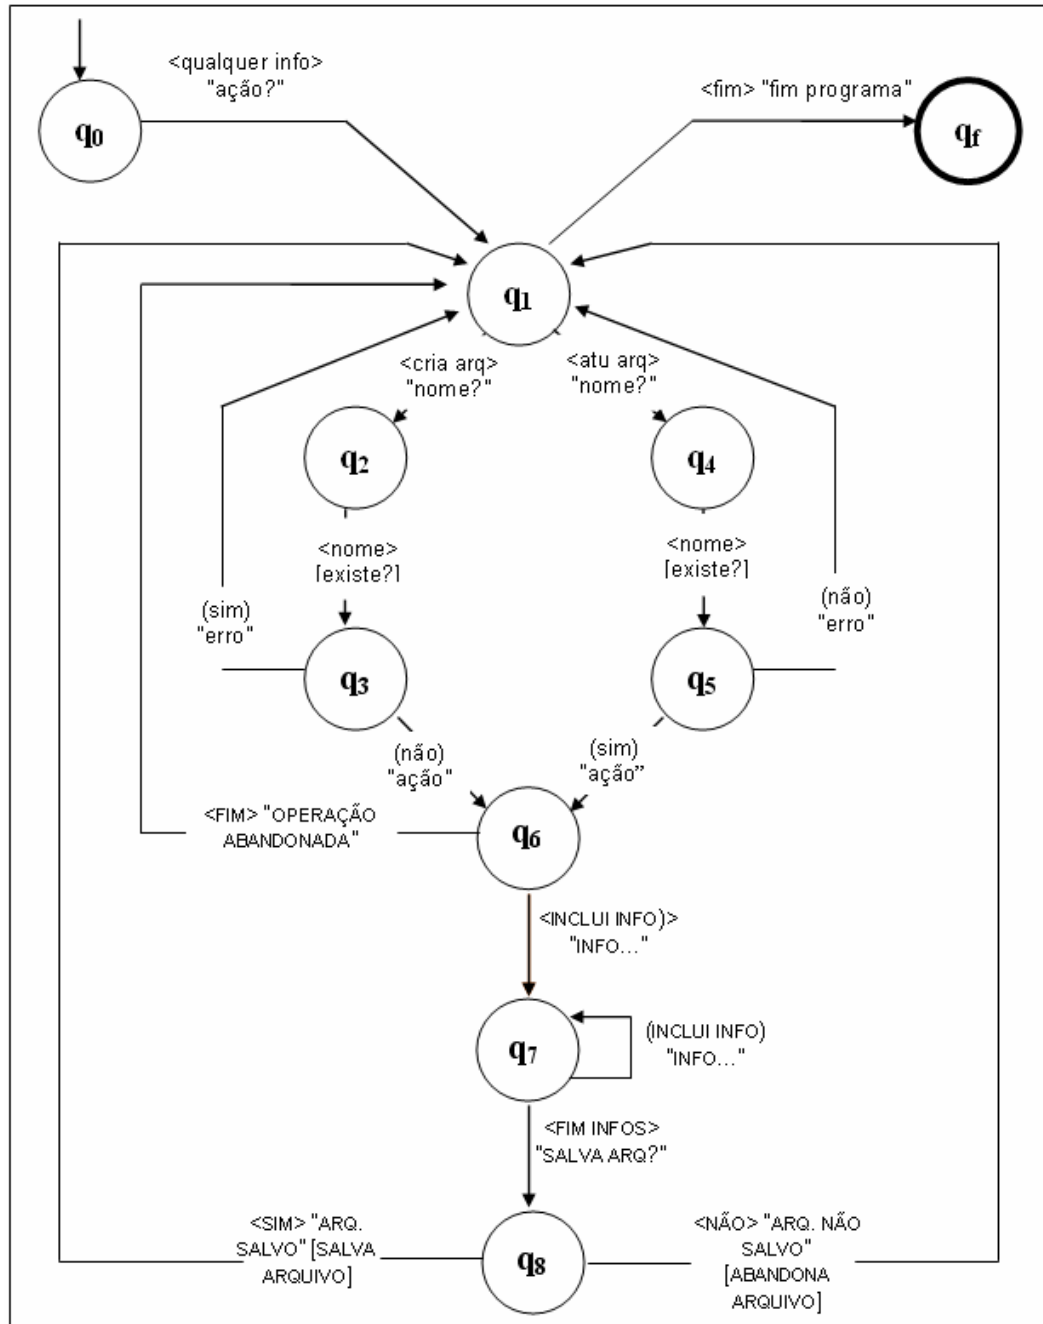 <qualquer info>
"ação?"
<fim> "fim programa"
q0
qf
q1
<cria arq>
"nome?"
<atu arq>
"nome?"
q2
q4
<nome>
[existe?]
<nome>
[existe?]
(sim)
"erro"
(não)
"erro"
q3
q5
(não)
"ação"
(sim)
"ação”
<FIM> "OPERAÇÃO
ABANDONADA"
q6
<INCLUI INFO)>
"INFO..."
q7
(INCLUI INFO)
"INFO..."
<FIM INFOS>
"SALVA ARQ?"
<SIM> "ARQ.
SALVO" [SALVA
ARQUIVO]
q8
<NÃO> "ARQ. NÃO
SALVO"
[ABANDONA
ARQUIVO]